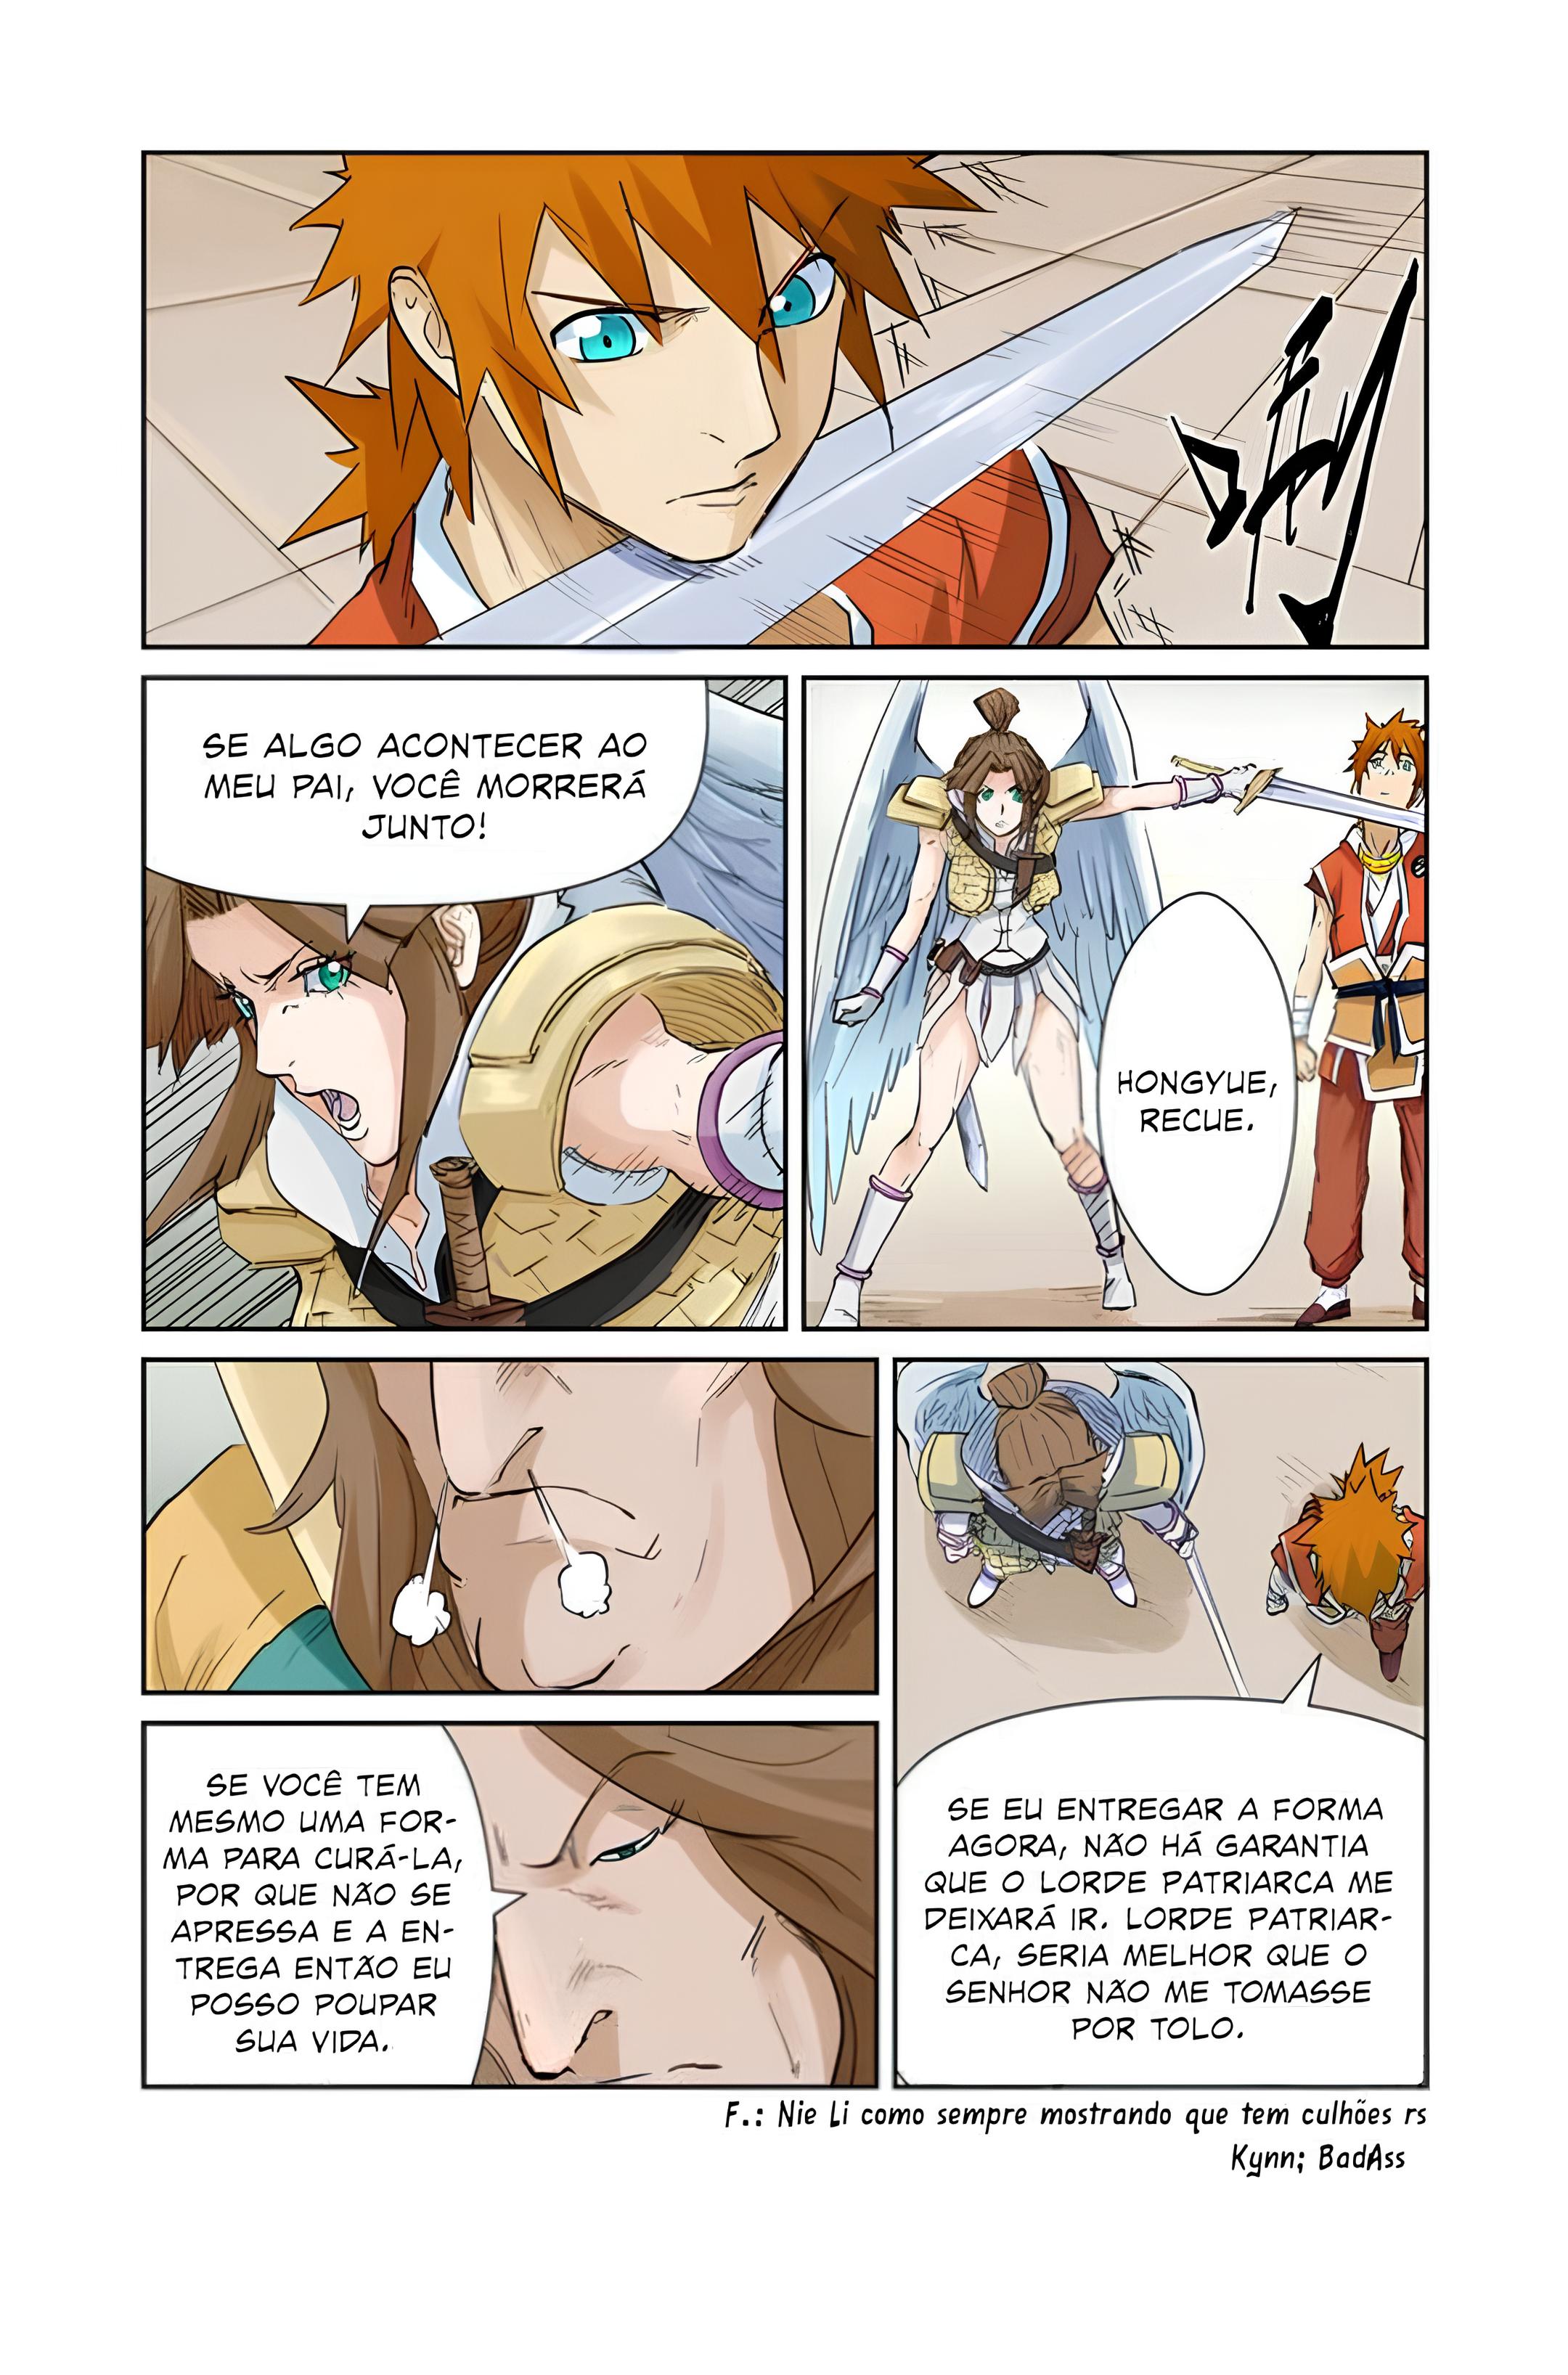 SE ALGO ACONTECER AO
MEU PAI, VOCÊ MORRERÁ
JUNTO!
HONGYUE,
RECUE.
SE VOCÊ TEM
MESMO UMA FOR-
MA PARA CURÁ-LA,
POR QUE NÃO SE
APRESSA E A EN-
TREGA ENTÃO EU
POSSO POUPAR
SUA VIDA.
SE EU ENTREGAR A FORMA
AGORA, NÃO HÁ GARANTIA
QUE O LORDE PATRIARCA ME
DEIXARÁ IR. LORDE PATRIAR-
CA, SERIA MELHOR QUE O
SENHOR NÃO ME TOMASSE
POR TOLO.
F.: Nie Li como sempre mostrando que tem culhões rs
Kynn; BadAss